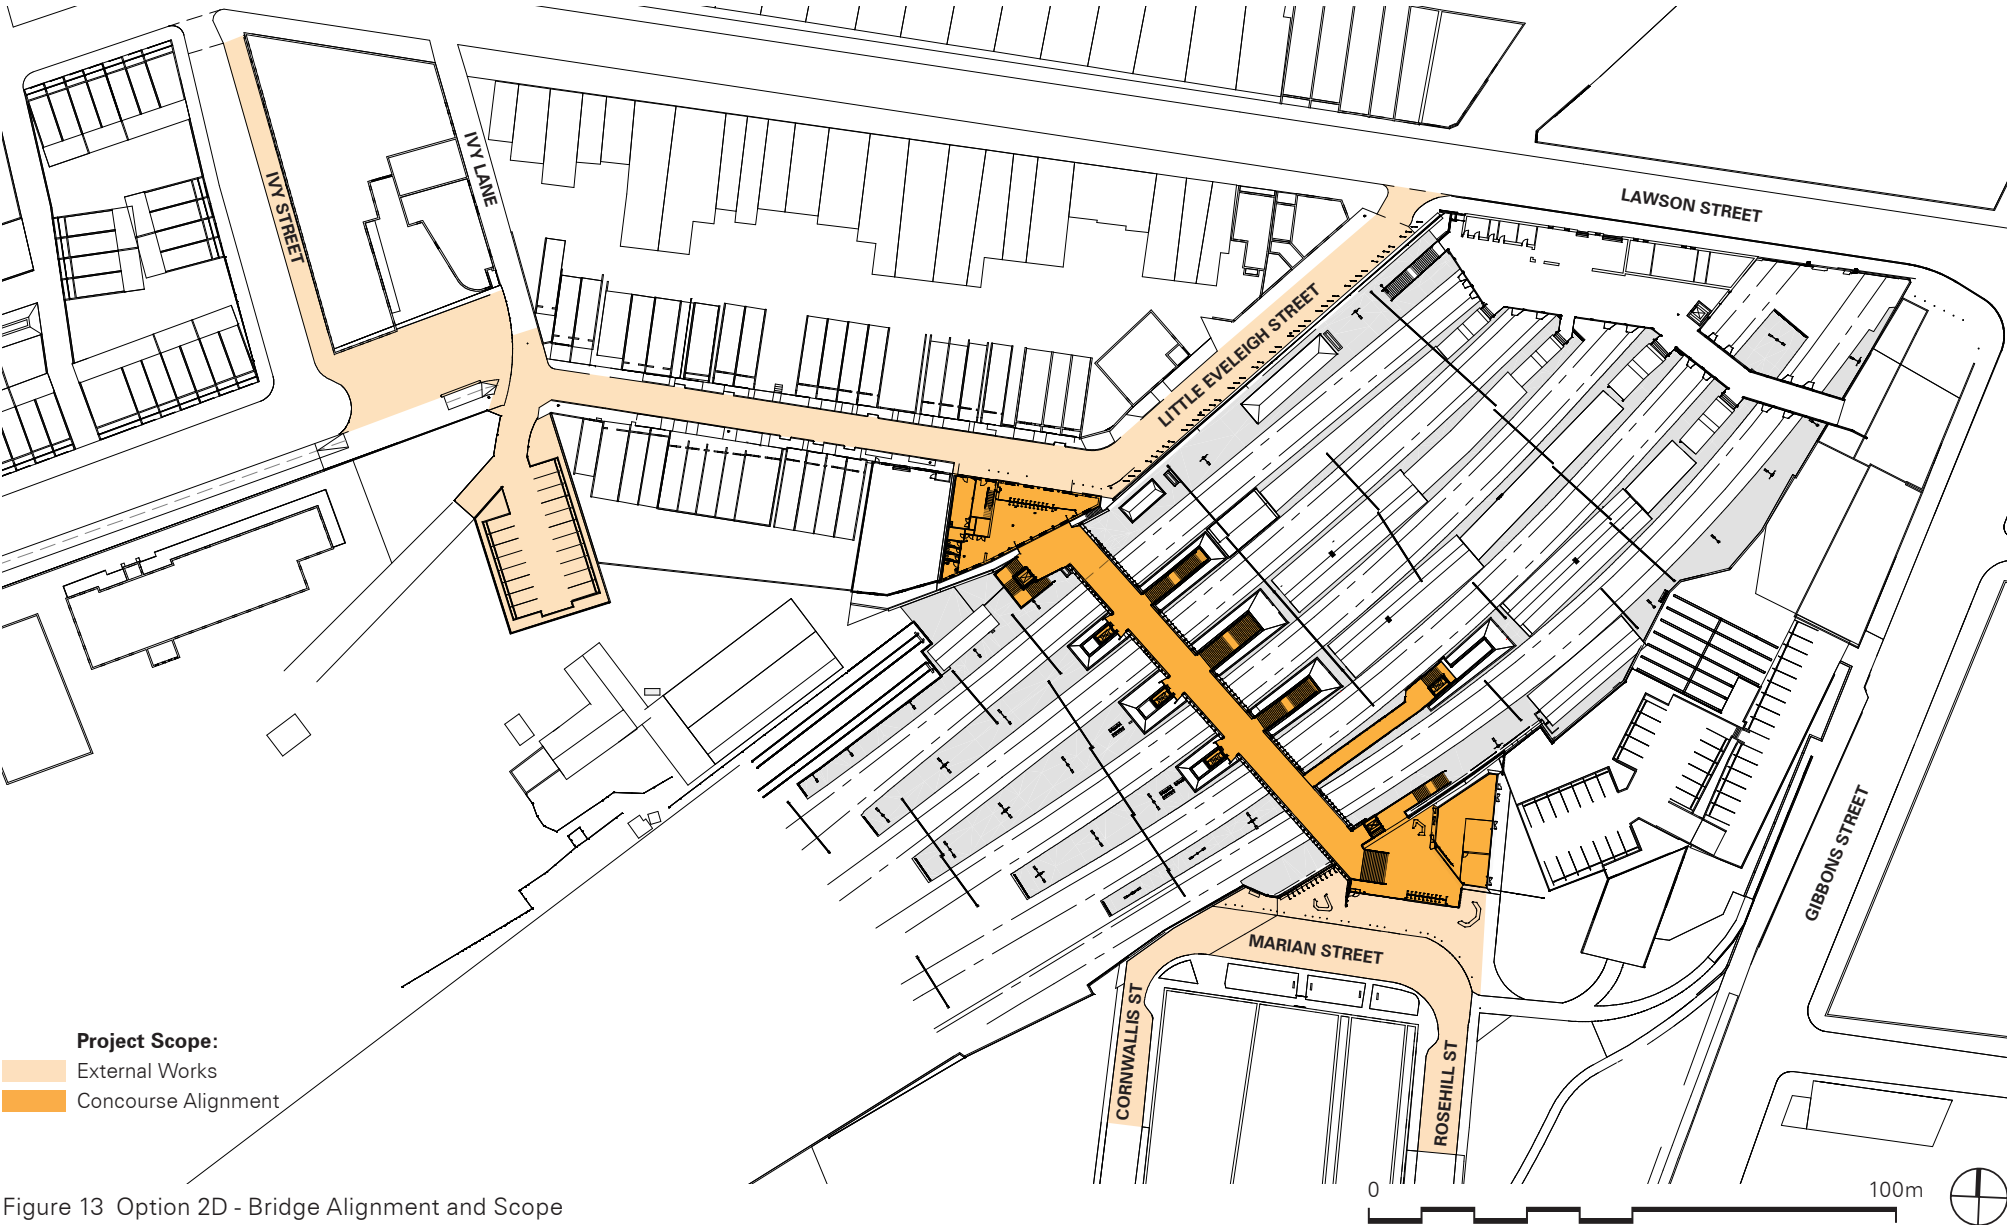 IVY STREET
IVY LANE
LAWSON STREET
LITTLE EVELEIGH STREET
GIBBONS STREET
MARIAN STREET
CORNWALLIS ST
ROSEHILL ST
Project Scope:
External Works
Concourse Alignment
Figure 13 Option 2D - Bridge Alignment and Scope
0 100m